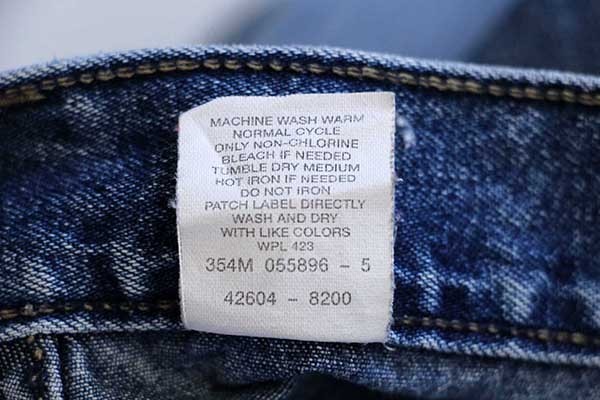 MACHINE WASH WARM
NORMAL CYCLE
ONLY NON-CHLORINE
BLEACH IF NEEDED
TUMBLE DRY MEDIUM
HOT IRON IF NEEDED
DO NOT IRON
PATCH LABEL DIRECTLY
WASH AND DRY
WITH LIKE COLORS
WPL 423
354M 055896 - 5
42604 - 8200